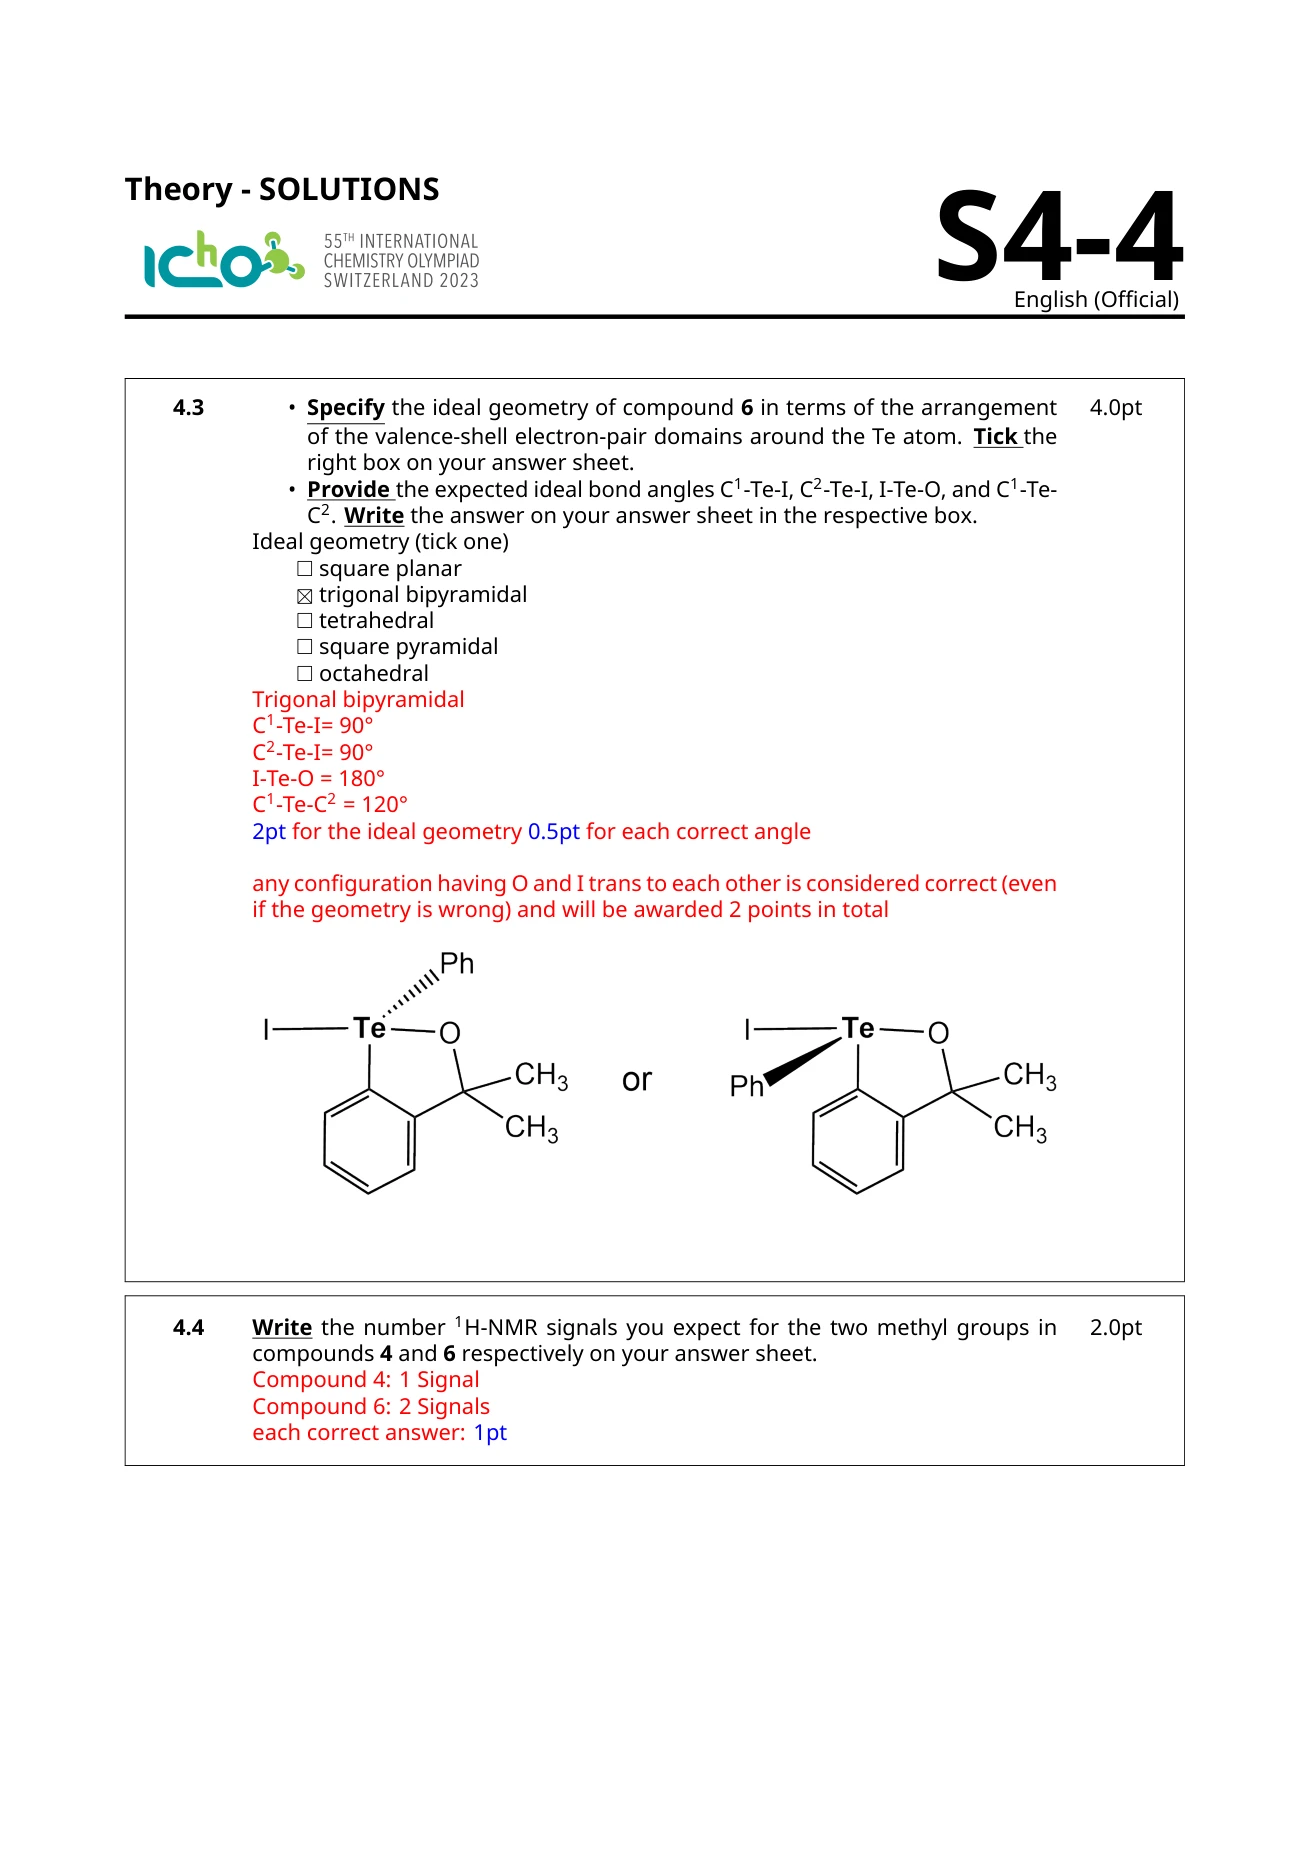 Theory - SOLUTIONS
IChO
55TH INTERNATIONAL
CHEMISTRY OLYMPIAD
SWITZERLAND 2023
S4-4
English (Official)
4.3
• Specify the ideal geometry of compound 6 in terms of the arrangement
4.0pt
of the valence-shell electron-pair domains around the Te atom. Tick the
right box on your answer sheet.
• Provide the expected ideal bond angles C1-Te-I, C2-Te-I, I-Te-O, and C1-Te-
C2. Write the answer on your answer sheet in the respective box.
Ideal geometry (tick one)
☐ square planar
☒ trigonal bipyramidal
☐ tetrahedral
☐ square pyramidal
☐ octahedral
Trigonal bipyramidal
C1-Te-I= 90°
C2-Te-I= 90°
I-Te-O = 180°
C1-Te-C2 = 120°
2pt for the ideal geometry 0.5pt for each correct angle
any configuration having O and I trans to each other is considered correct (even
if the geometry is wrong) and will be awarded 2 points in total
Ph
I Te O
CH3
CH3
or
I Te O
Ph
CH3
CH3
4.4
Write the number 1H-NMR signals you expect for the two methyl groups in
2.0pt
compounds 4 and 6 respectively on your answer sheet.
Compound 4: 1 Signal
Compound 6: 2 Signals
each correct answer: 1pt